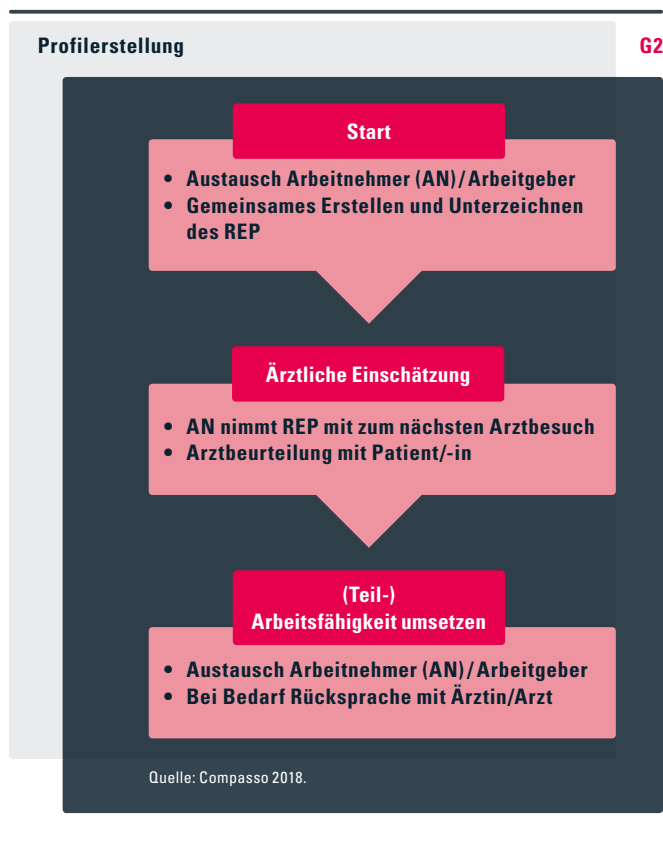 Profilerstellung
G2
Start
• Austausch Arbeitnehmer (AN)/Arbeitgeber
• Gemeinsames Erstellen und Unterzeichnen
des REP
Ärztliche Einschätzung
• AN nimmt REP mit zum nächsten Arztbesuch
• Arztbeurteilung mit Patient/-in
(Teil-)
Arbeitsfähigkeit umsetzen
• Austausch Arbeitnehmer (AN)/Arbeitgeber
• Bei Bedarf Rücksprache mit Ärztin/Arzt
Quelle: Compasso 2018.